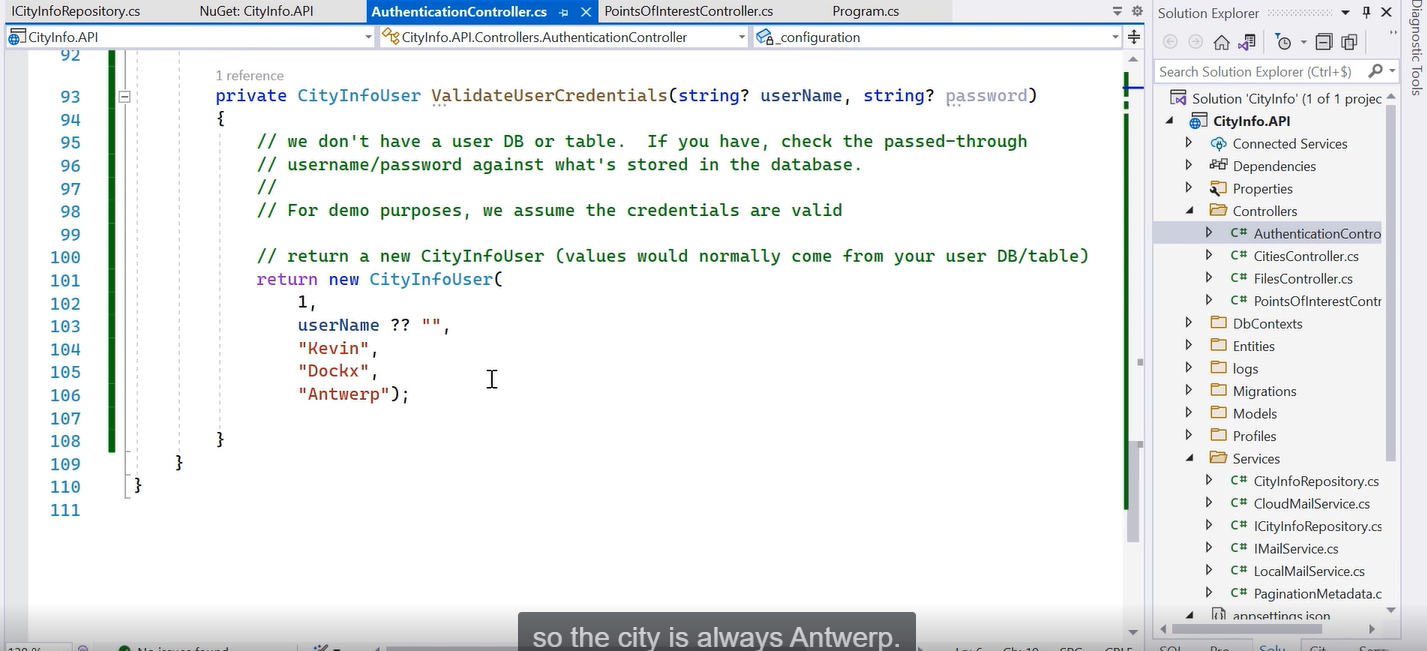 ICityInfoRepository.cs
NuGet: CityInfo.API
AuthenticationController.cs
PointsOfInterestController.cs
Program.cs
CityInfo.API
CityInfo.API.Controllers.AuthenticationController
_configuration
92
1 reference
93 private CityInfoUser ValidateUserCredentials(string? userName, string? password)
94 {
95 // we don't have a user DB or table.  If you have, check the passed-through
96 // username/password against what's stored in the database.
97 //
98 // For demo purposes, we assume the credentials are valid
99
100 // return a new CityInfoUser (values would normally come from your user DB/table)
101 return new CityInfoUser(
102 1,
103 userName ?? "",
104 "Kevin",
105 "Dockx",
106 "Antwerp");
107
108 }
109 }
110 }
111
so the city is always Antwerp.
No issues found
Solution Explorer
Search Solution Explorer (Ctrl+$)
Solution 'CityInfo' (1 of 1 projec
CityInfo.API
Connected Services
Dependencies
Properties
Controllers
C# AuthenticationContro
C# CitiesController.cs
C# FilesController.cs
C# PointsOfInterestContr
DbContexts
Entities
logs
Migrations
Models
Profiles
Services
C# CityInfoRepository.cs
C# CloudMailService.cs
C# ICityInfoRepository.cs
C# IMailService.cs
C# LocalMailService.cs
C# PaginationMetadata.c
appsettings.json
Diagnostic Tools